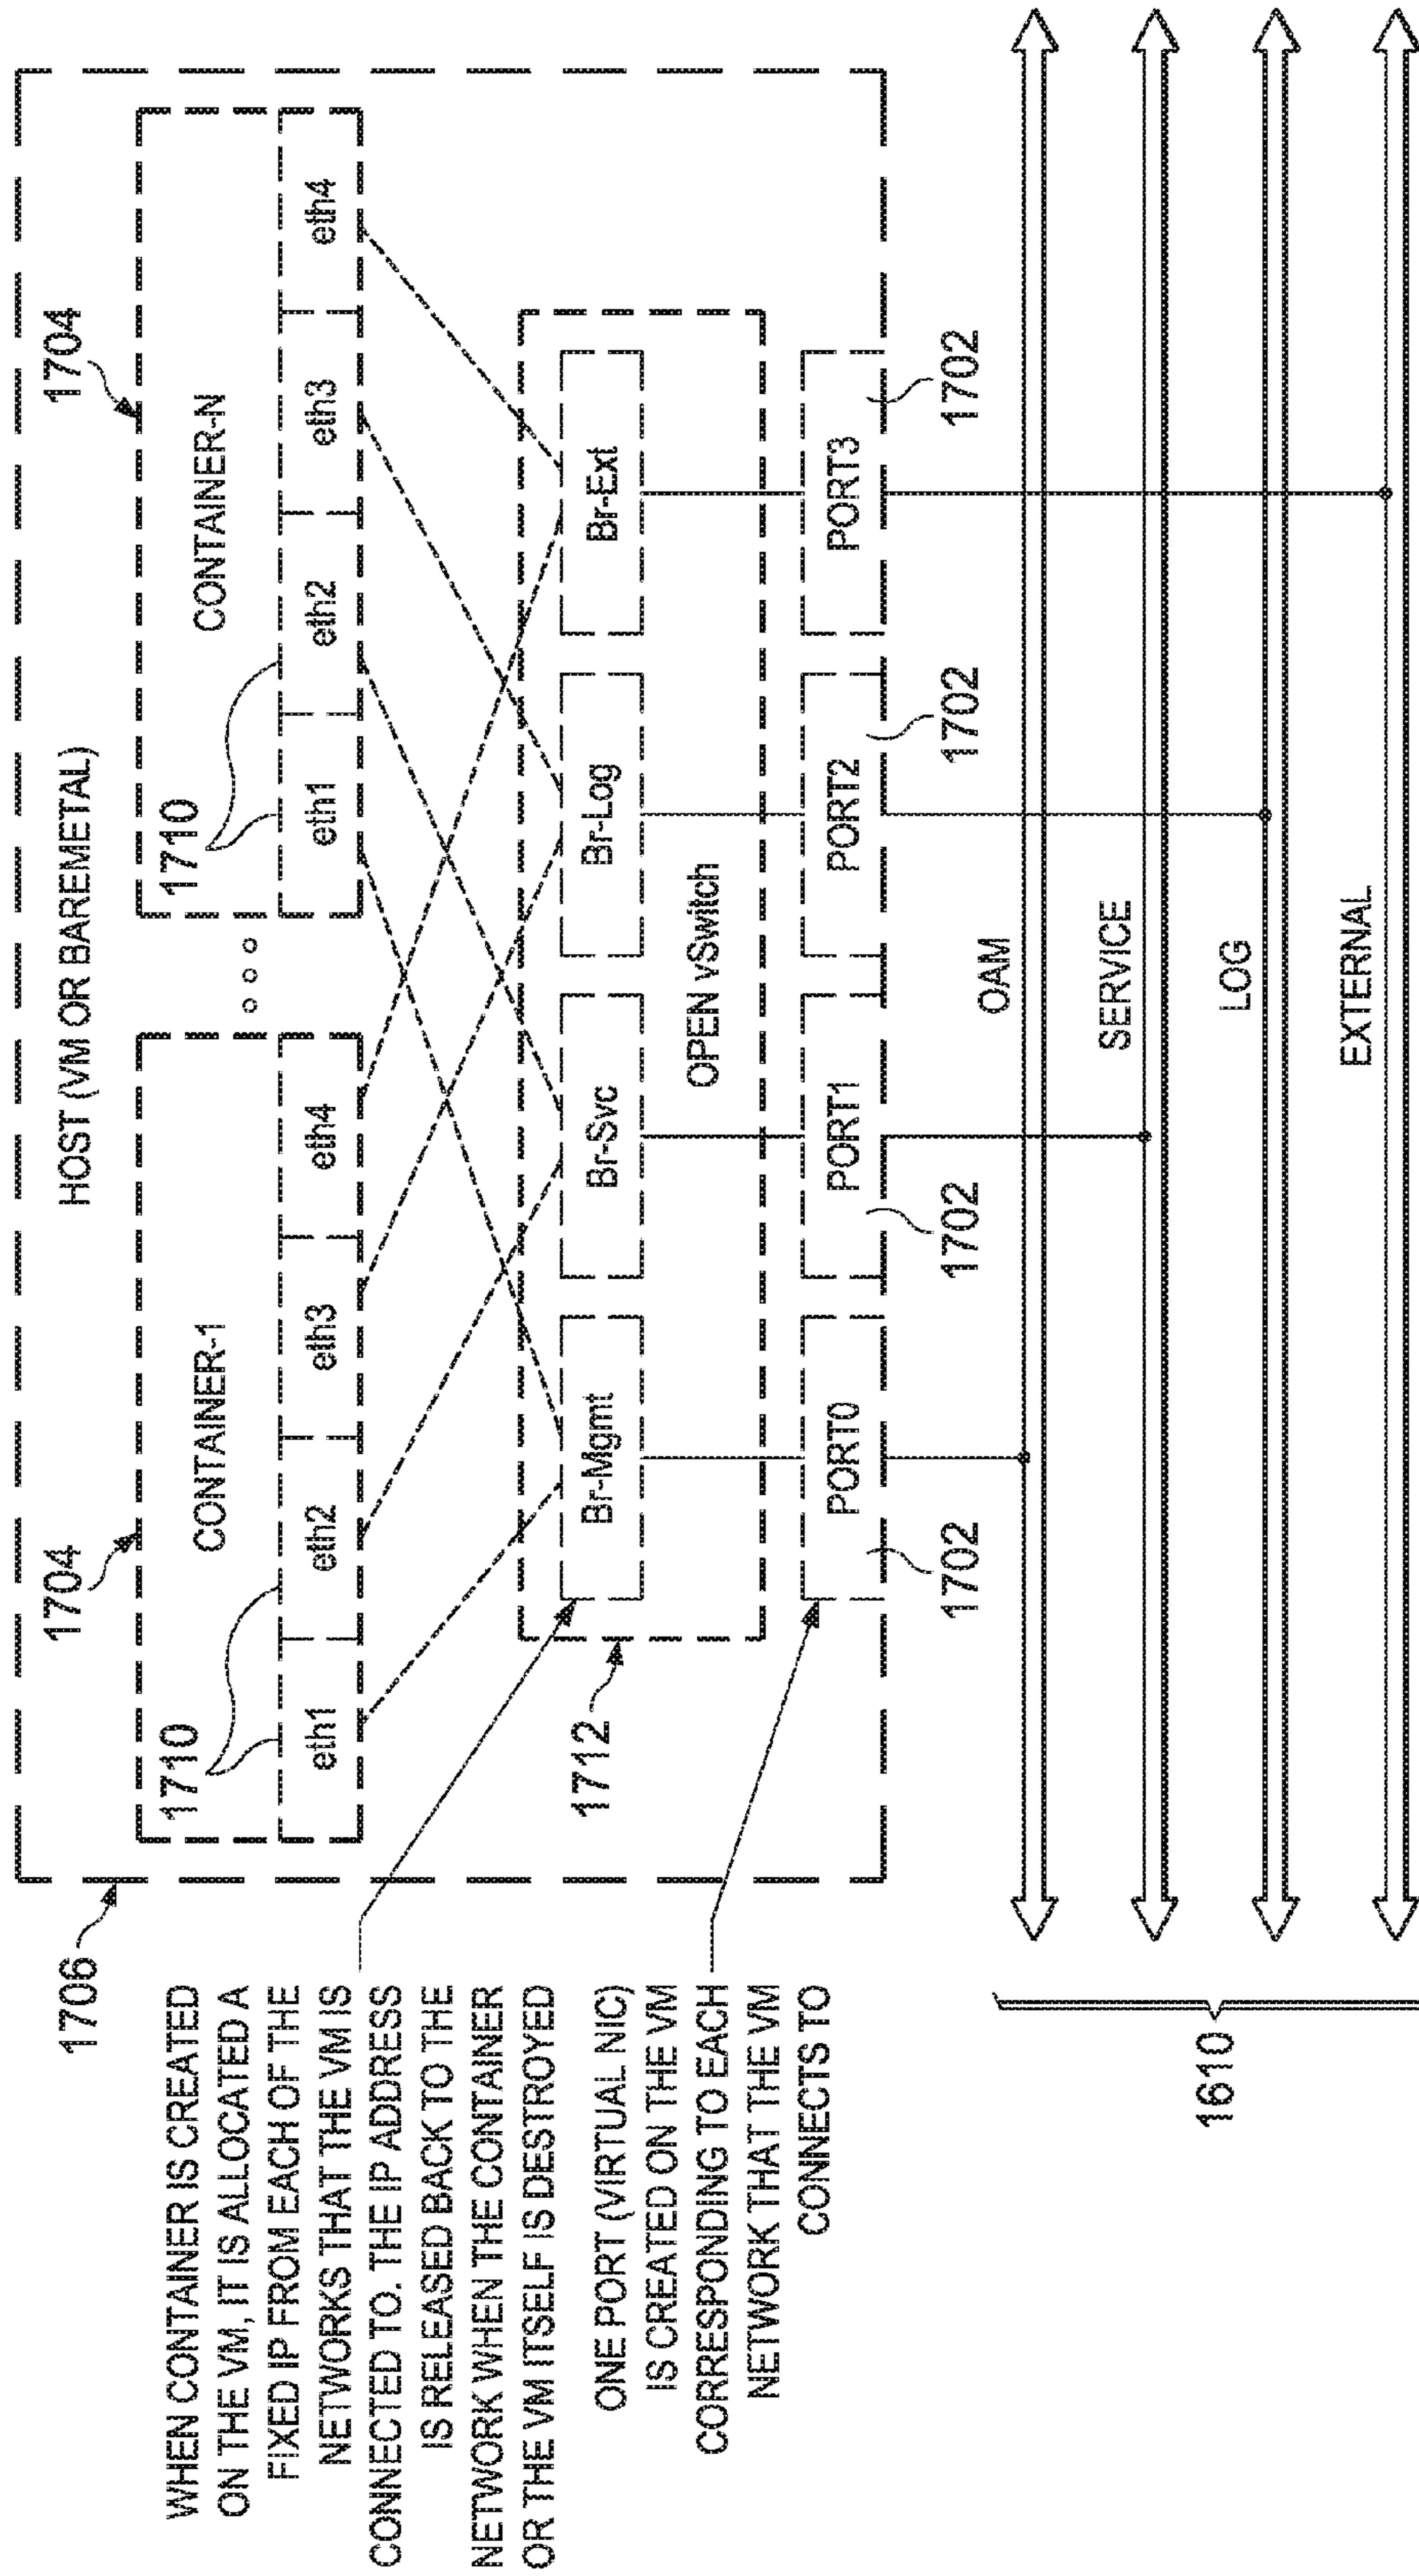 1706
HOST (VM OR BAREMETAL)
1704
1704
CONTAINER-1
CONTAINER-N
1710
1710
eth1 eth2 eth3 eth4
eth1 eth2 eth3 eth4
WHEN CONTAINER IS CREATED
ON THE VM, IT IS ALLOCATED A
FIXED IP FROM EACH OF THE
NETWORKS THAT THE VM IS
CONNECTED TO. THE IP ADDRESS
IS RELEASED BACK TO THE
NETWORK WHEN THE CONTAINER
OR THE VM ITSELF IS DESTROYED
1712
Br-Mgmt Br-Svc Br-Log Br-Ext
OPEN vSwitch
ONE PORT (VIRTUAL NIC)
IS CREATED ON THE VM
CORRESPONDING TO EACH
NETWORK THAT THE VM
CONNECTS TO
PORT0 PORT1 PORT2 PORT3
1702 1702 1702 1702
OAM
SERVICE
LOG
EXTERNAL
1610